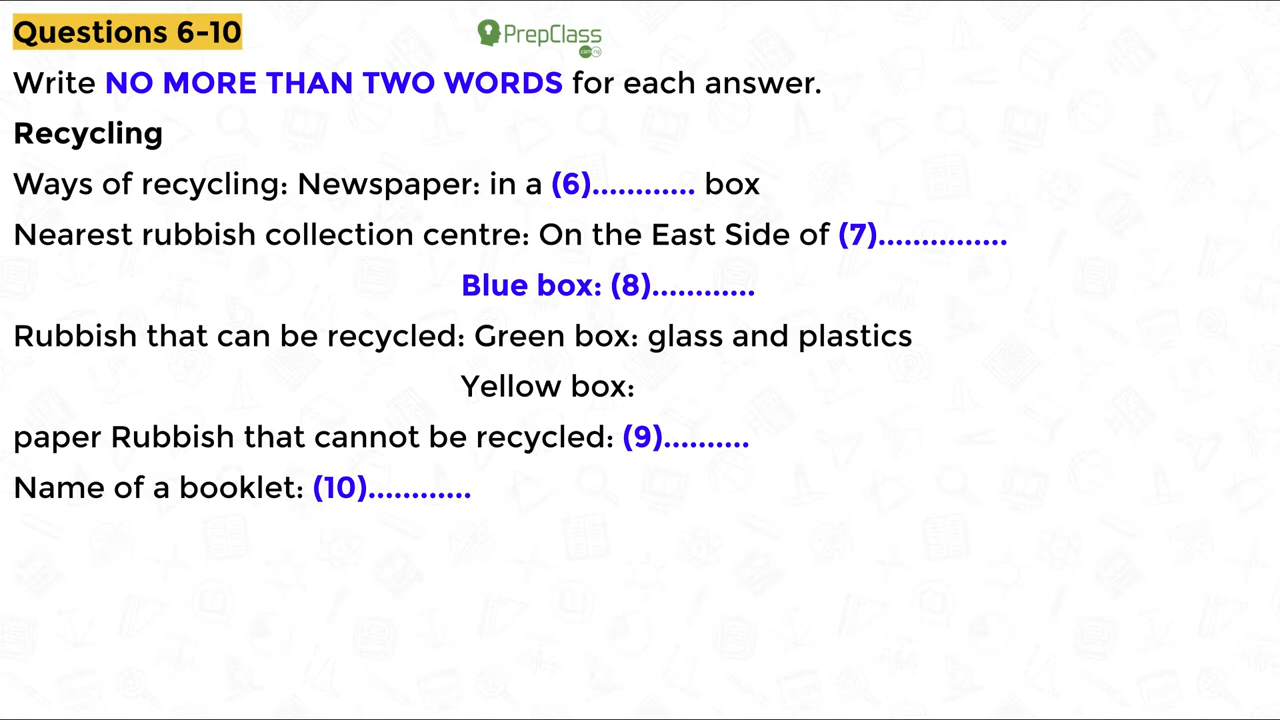 Questions 6-10
PrepClass
.com.ng
Write NO MORE THAN TWO WORDS for each answer.
Recycling
Ways of recycling: Newspaper: in a (6)............ box
Nearest rubbish collection centre: On the East Side of (7)...............
Blue box: (8)............
Rubbish that can be recycled: Green box: glass and plastics
Yellow box:
paper Rubbish that cannot be recycled: (9)..........
Name of a booklet: (10)............